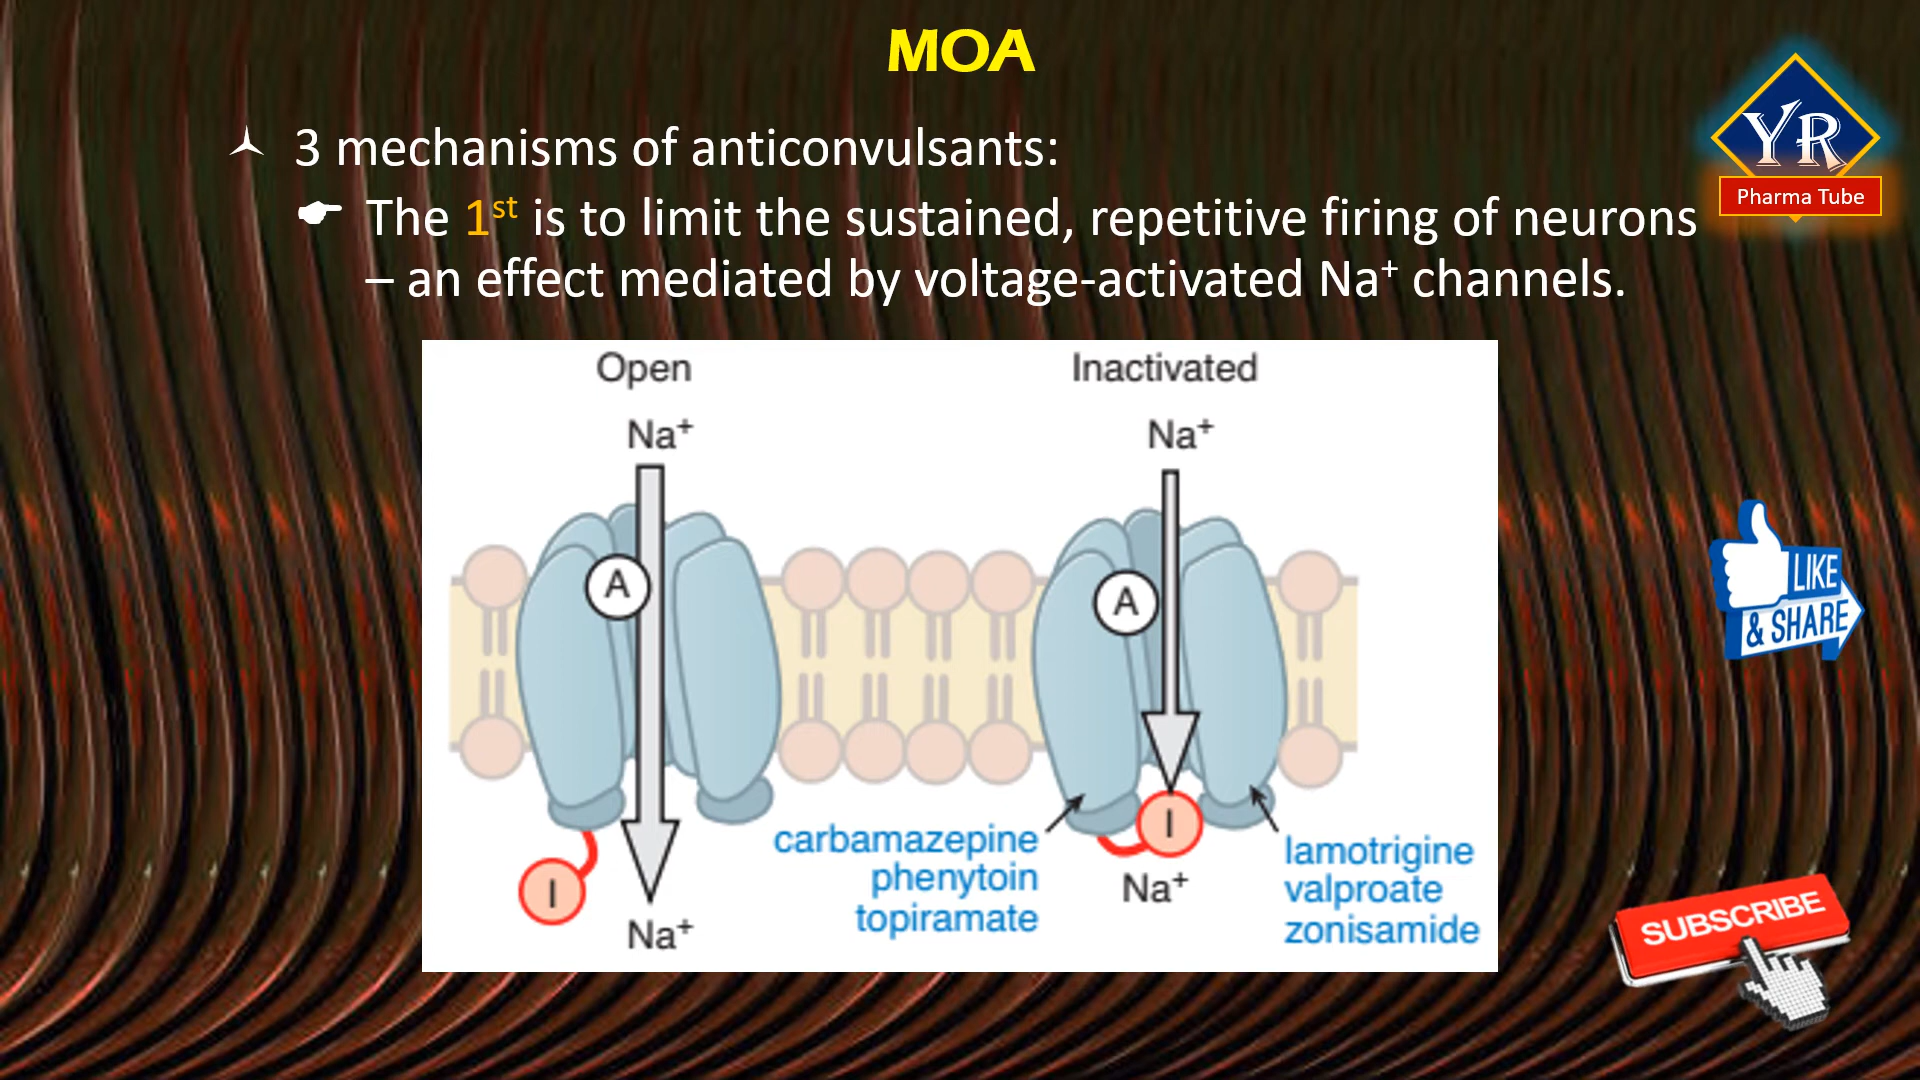 MOA
3 mechanisms of anticonvulsants:
The 1st is to limit the sustained, repetitive firing of neurons
– an effect mediated by voltage-activated Na⁺ channels.
YR
Pharma Tube
Open
Inactivated
Na⁺
Na⁺
A
A
LIKE
& SHARE
I
I
carbamazepine
phenytoin
topiramate
lamotrigine
valproate
zonisamide
Na⁺
Na⁺
SUBSCRIBE